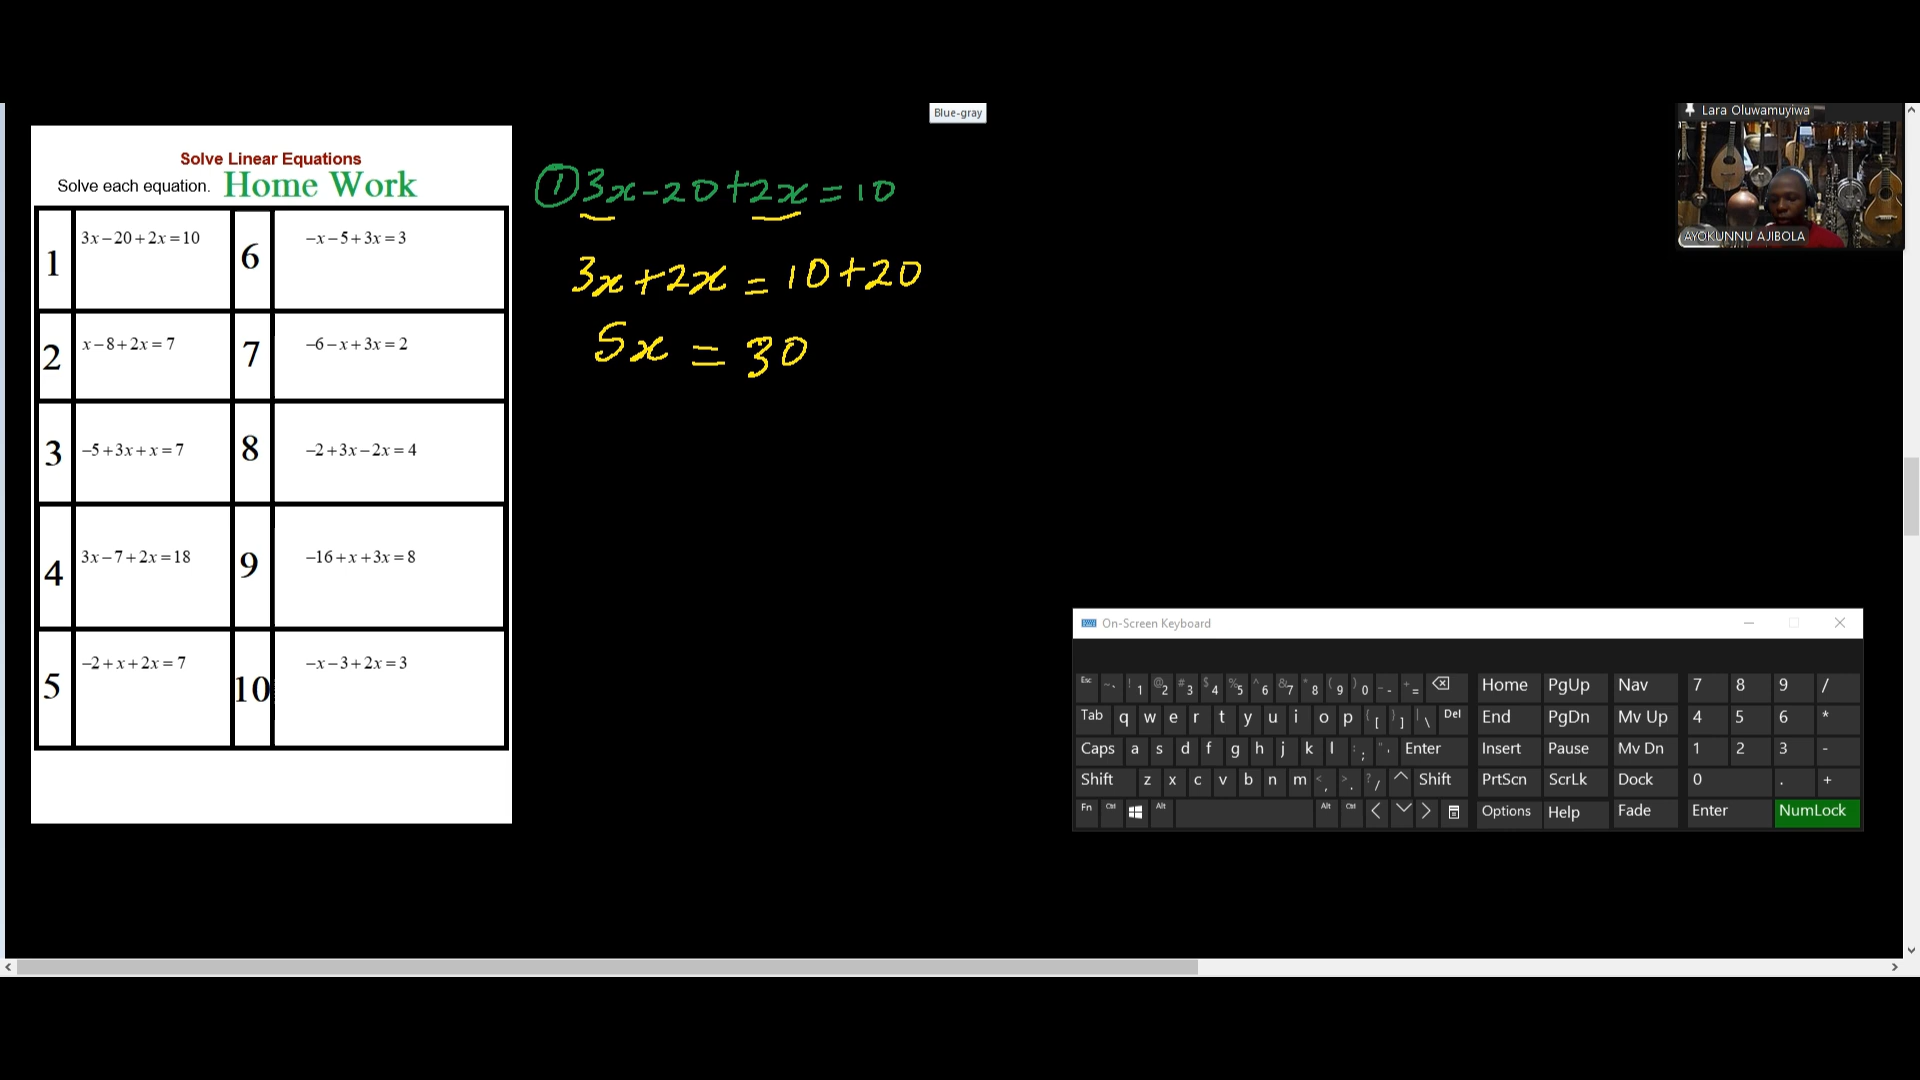 Blue-gray
Lara Oluwamuyiwa
AYOKUNNU AJIBOLA
Solve Linear Equations
Solve each equation. Home Work
1 3x−20+2x=10 6 −x−5+3x=3
2 x−8+2x=7 7 −6−x+3x=2
3 −5+3x+x=7 8 −2+3x−2x=4
4 3x−7+2x=18 9 −16+x+3x=8
5 −2+x+2x=7 10 −x−3+2x=3
① 3x-20+2x=10
3x+2x=10+20
5x=30
On-Screen Keyboard
Esc ~ ` ! 1 @ 2 # 3 $ 4 % 5 ^ 6 & 7 * 8 ( 9 ) 0 _ - + = Home PgUp Nav 7 8 9 /
Tab q w e r t y u i o p { [ } ] | \ Del End PgDn Mv Up 4 5 6 *
Caps a s d f g h j k l : ; " ' Enter Insert Pause Mv Dn 1 2 3 -
Shift z x c v b n m < , > . ? / ^ Shift PrtScn ScrLk Dock 0 . +
Fn Ctrl Alt Alt Ctrl Options Help Fade Enter NumLock